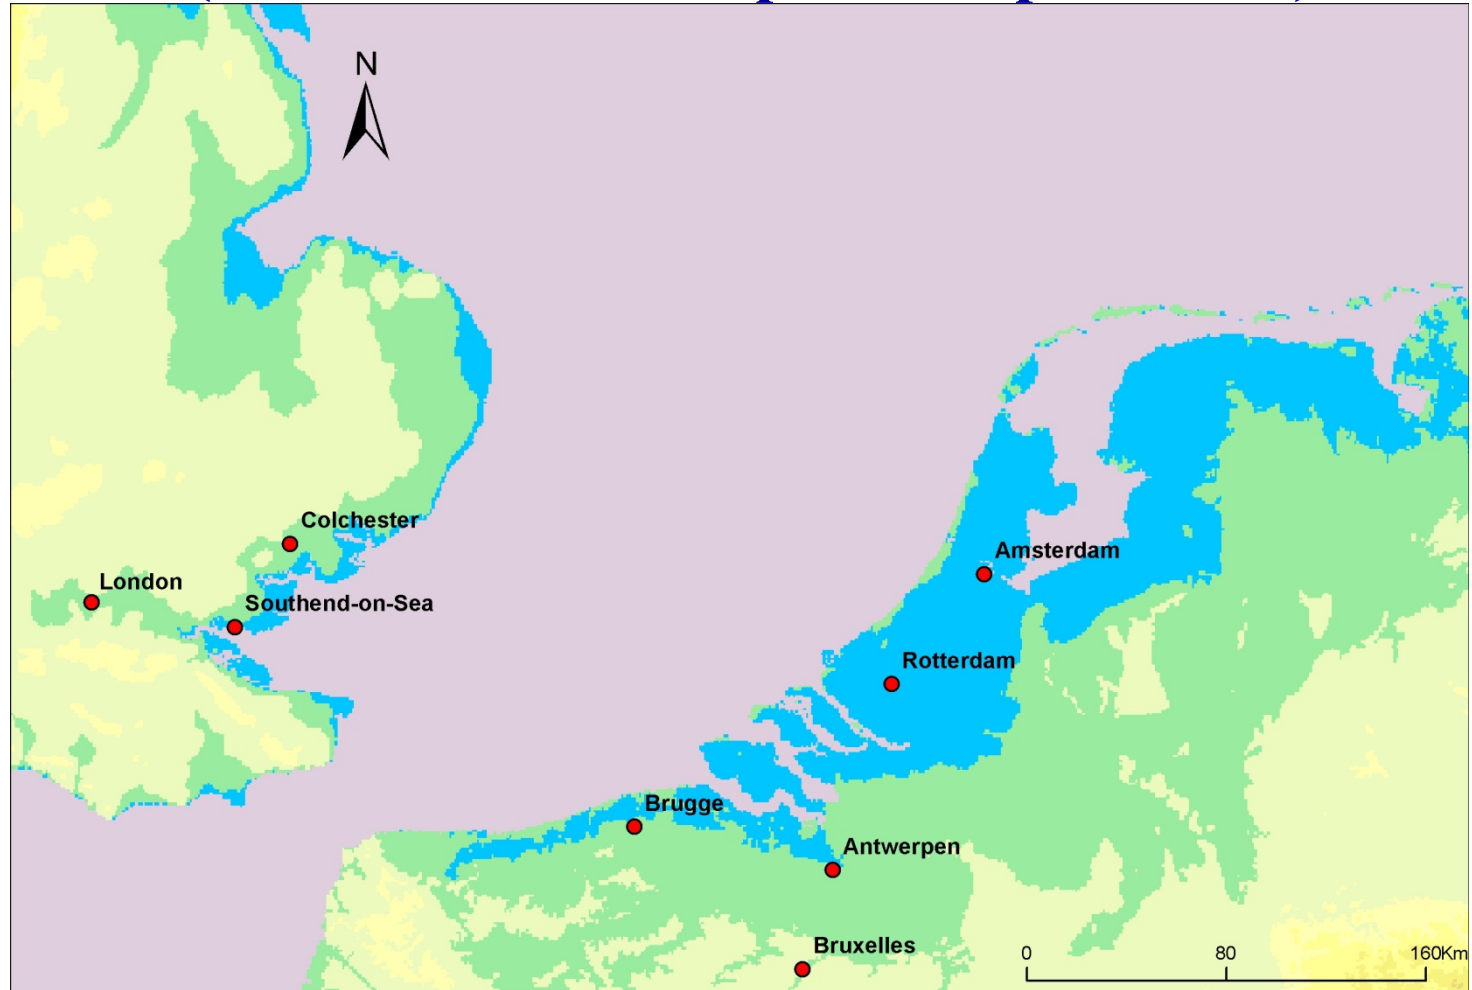 N
Colchester
London
Southend-on-Sea
Amsterdam
Rotterdam
Brugge
Antwerpen
Bruxelles
0 80 160Km